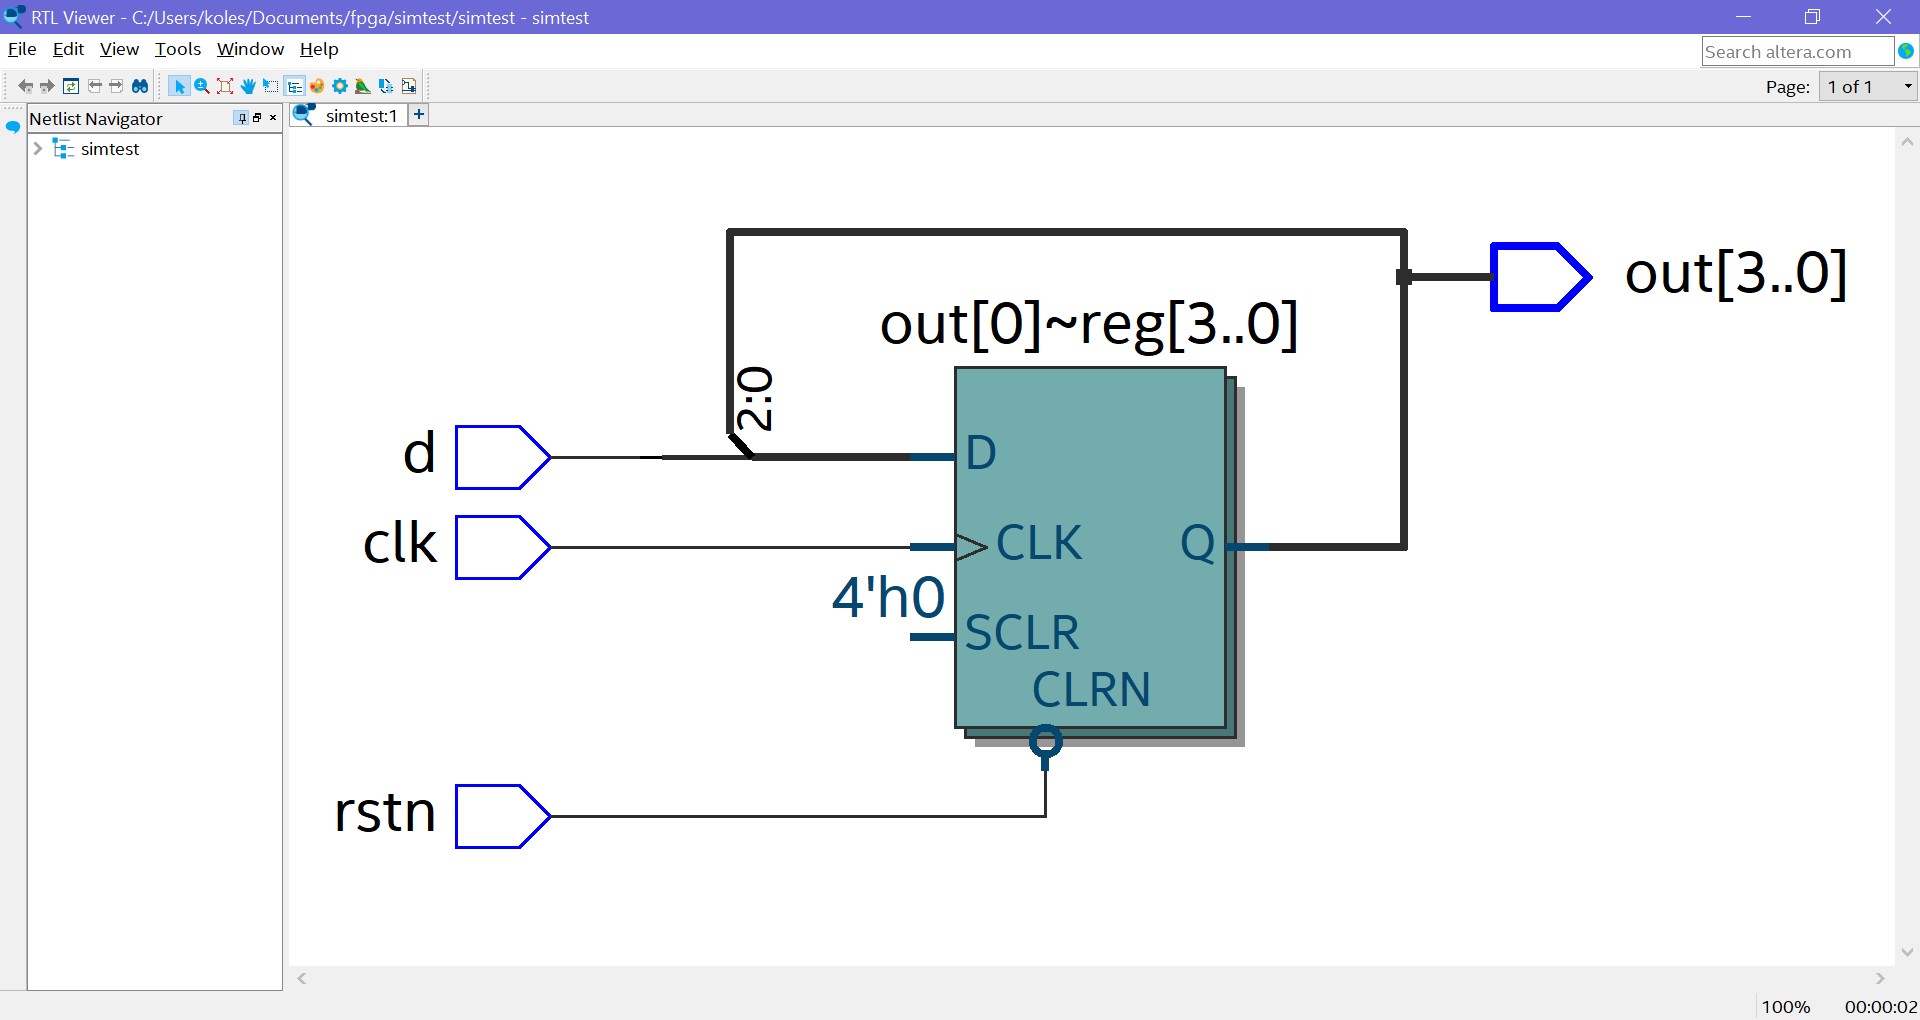 RTL Viewer - C:/Users/koles/Documents/fpga/simtest/simtest - simtest
File Edit View Tools Window Help
Search altera.com
Page: 1 of 1
Netlist Navigator
simtest:1 +
simtest
out[3..0]
out[0]~reg[3..0]
2:0
d
D
clk
CLK
Q
4'h0
SCLR
CLRN
rstn
100% 00:00:02